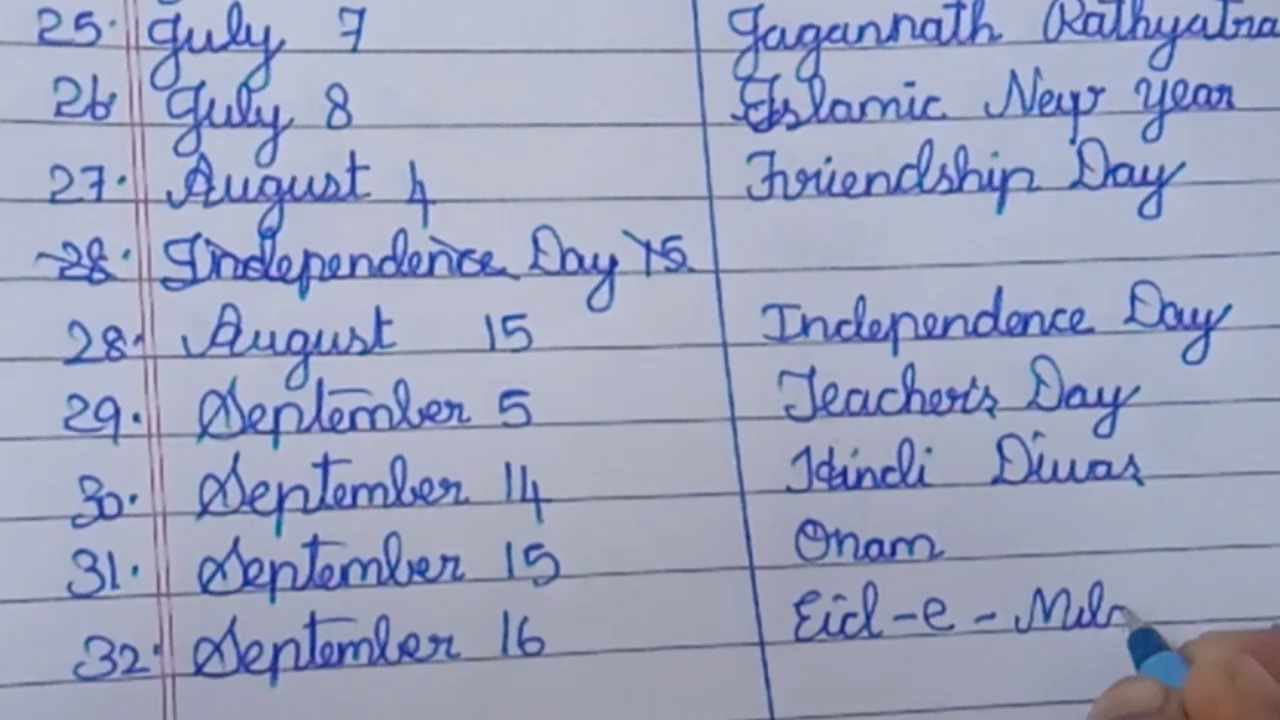 25. July 7 Jagannath Rathyatra
26 July 8 Islamic New year
27. August 4 Friendship Day
28. Independence Day 15
28. August 15 Independence Day
29. September 5 Teacher's Day
30. September 14 Hindi Diwas
31. September 15 Onam
32. September 16 Eid-e-Mil